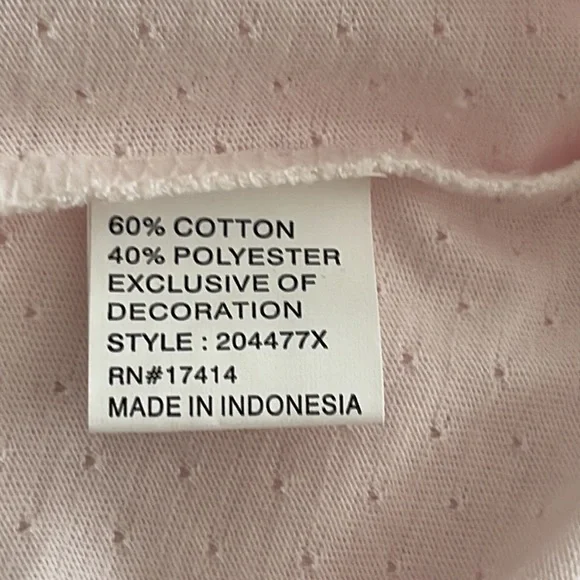 60% COTTON
40% POLYESTER
EXCLUSIVE OF
DECORATION
STYLE : 204477X
RN#17414
MADE IN INDONESIA